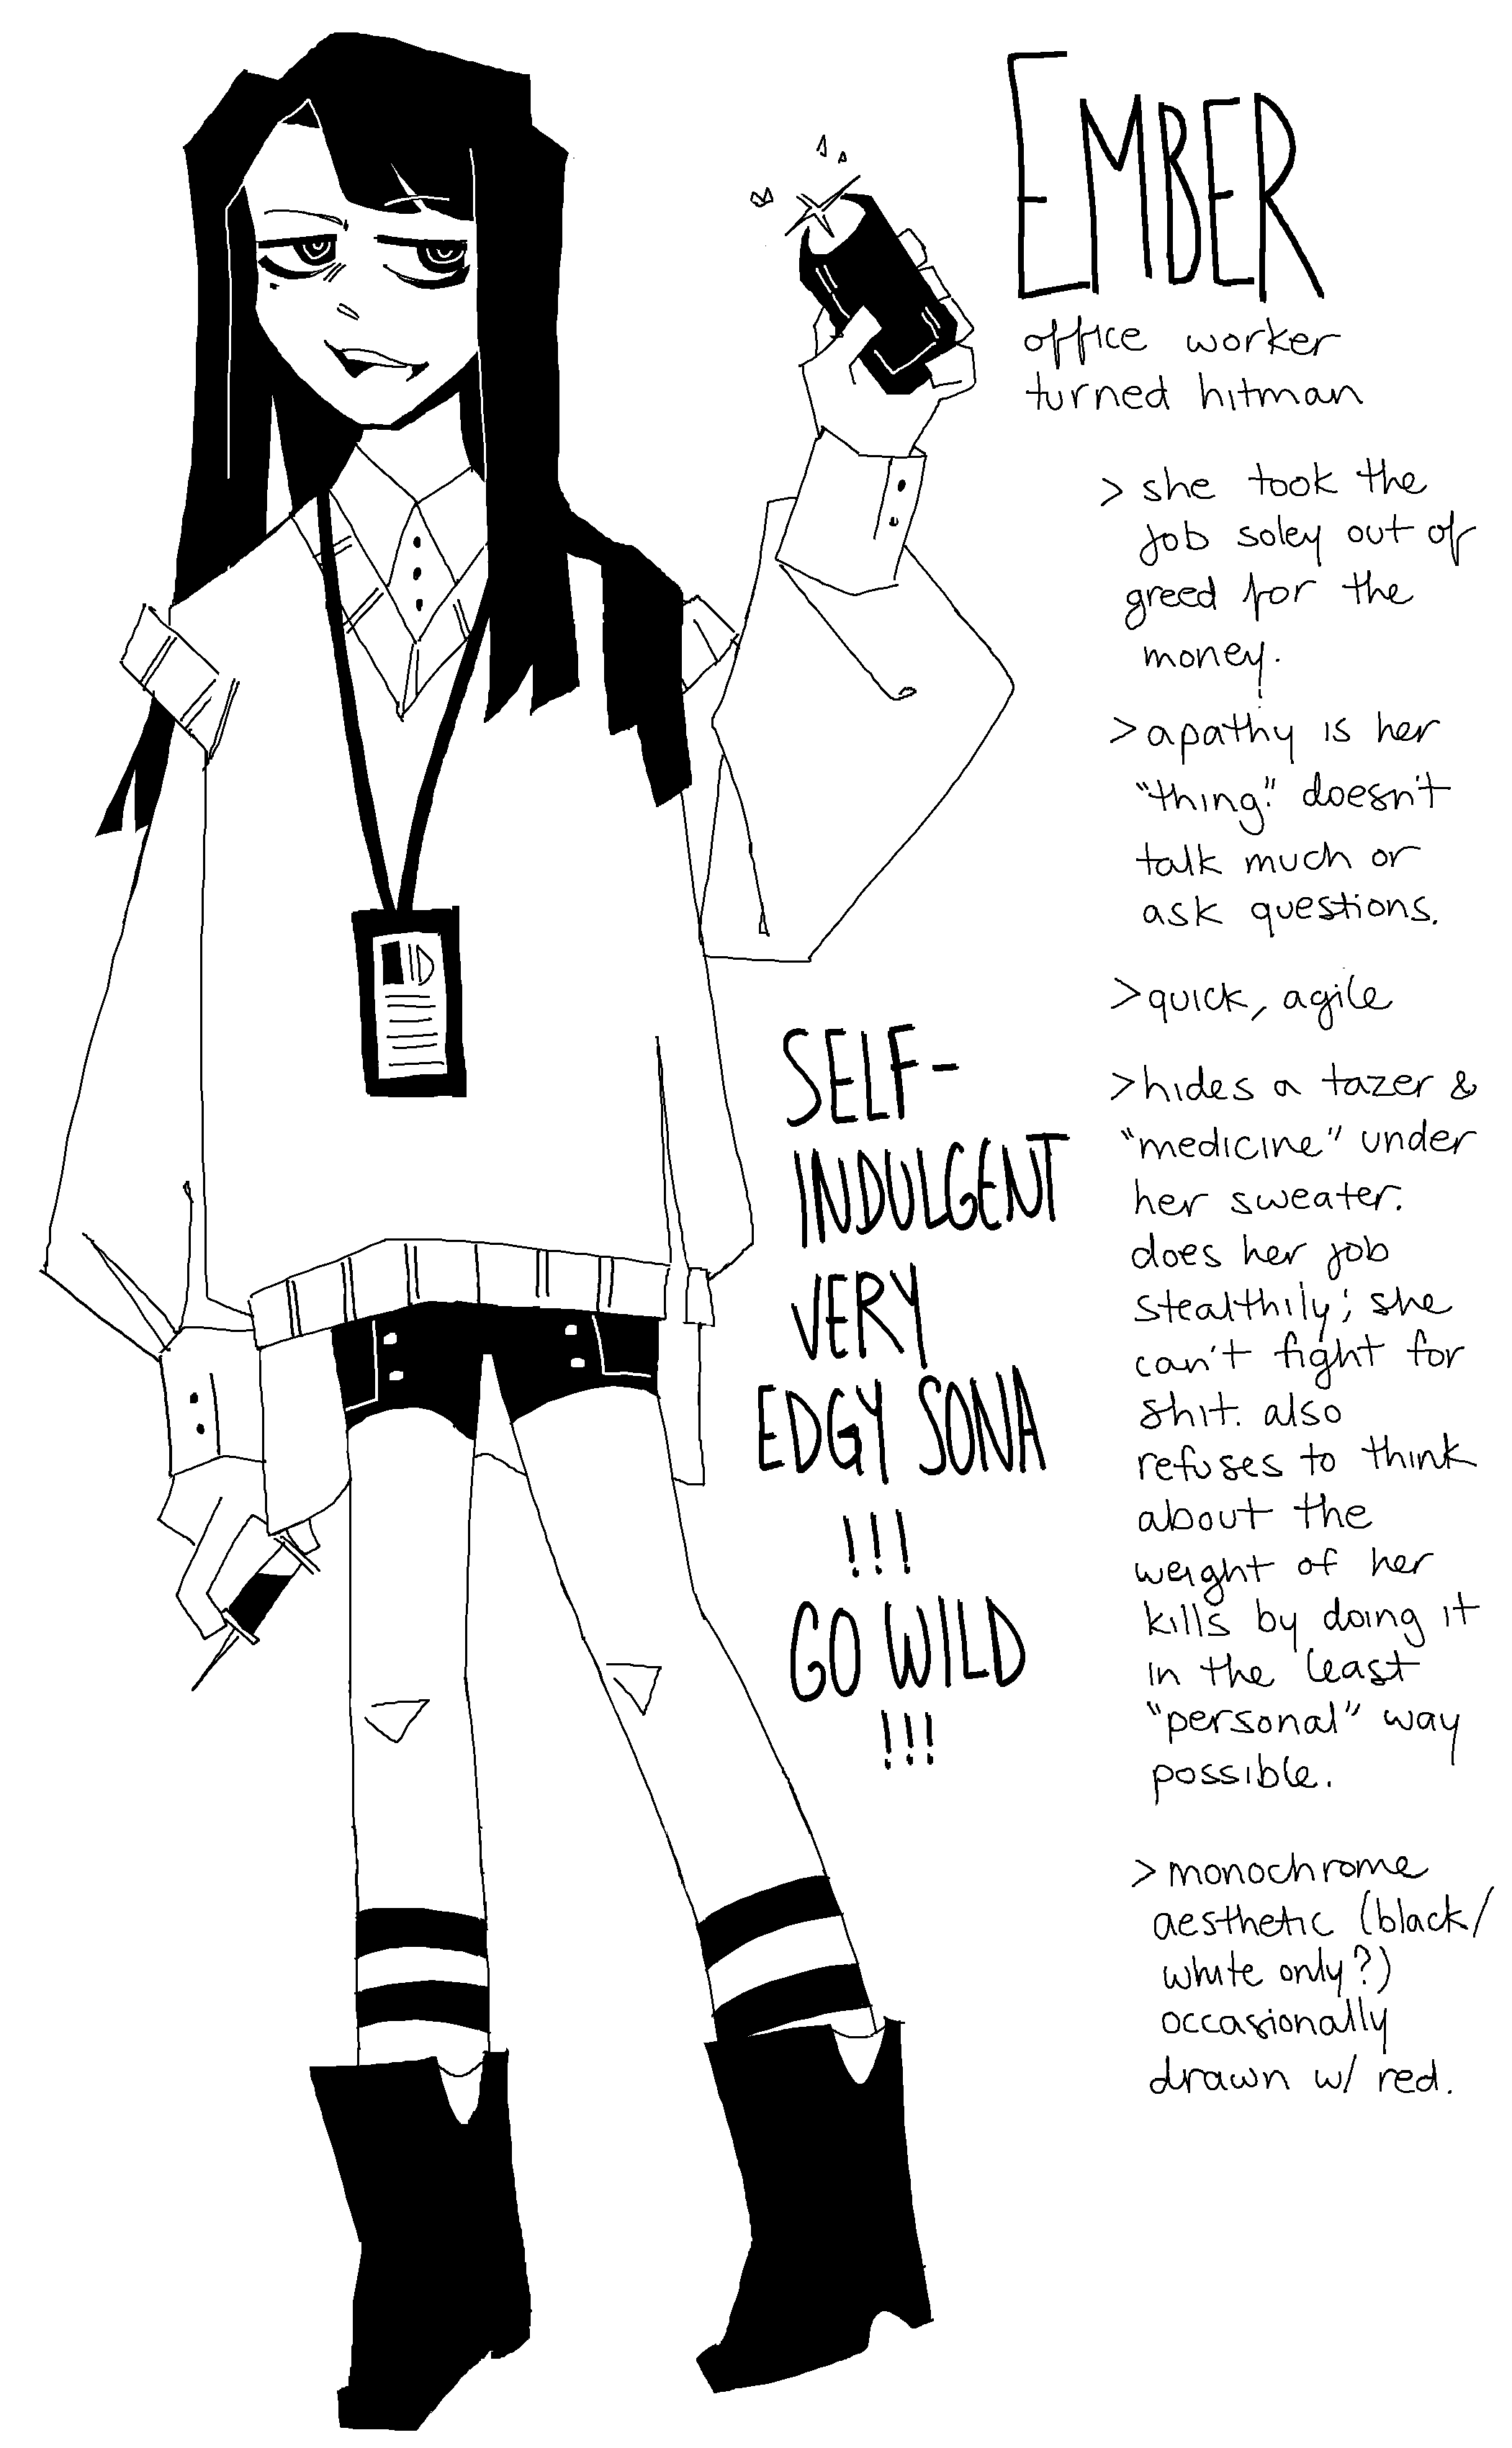 EMBER
office worker
turned hitman
> she took the
job soley out of
greed for the
money.
> apathy is her
"thing." doesn't
talk much or
ask questions.
> quick, agile
> hides a tazer &
"medicine" under
her sweater.
does her job
stealthily; she
can't fight for
shit. also
refuses to think
about the
weight of her
kills by doing it
in the least
"personal" way
possible.
> monochrome
aesthetic (black/
white only?)
occasionally
drawn w/ red.
SELF-
INDULGENT
VERY
EDGY SONA
!!!
GO WILD
!!!